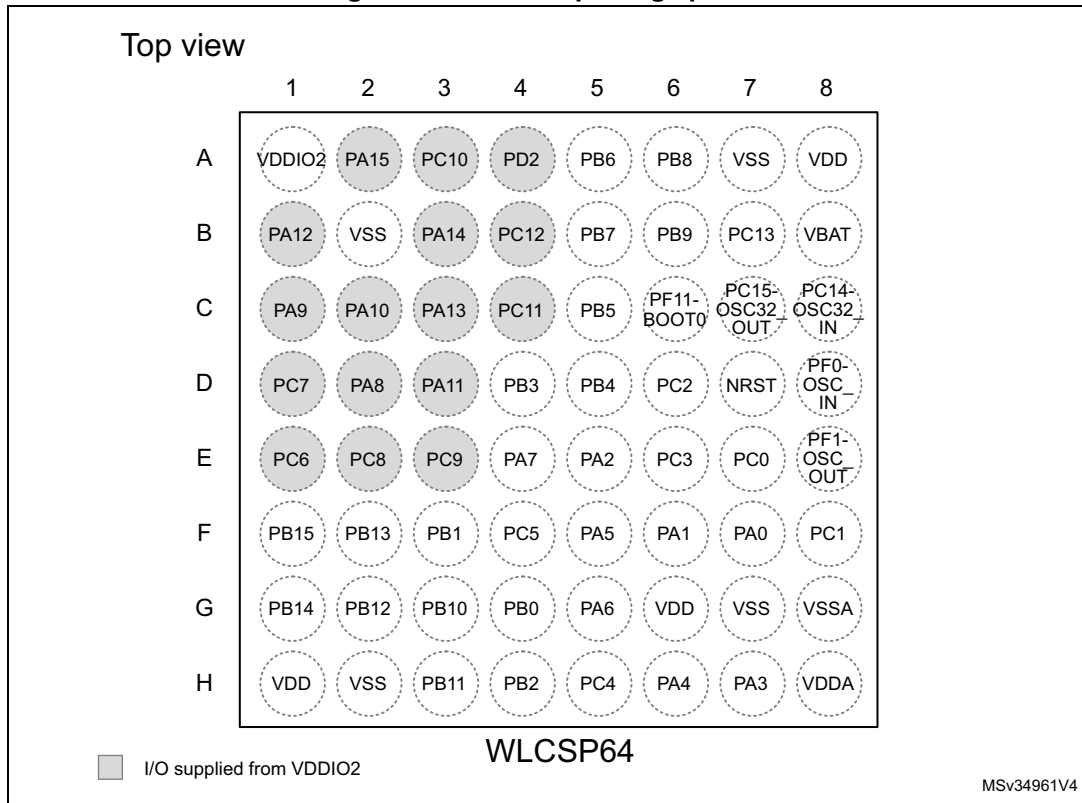 Top view
1 2 3 4 5 6 7 8
A VDDIO2 PA15 PC10 PD2 PB6 PB8 VSS VDD
B PA12 VSS PA14 PC12 PB7 PB9 PC13 VBAT
C PA9 PA10 PA13 PC11 PB5 PF11-BOOT0 PC15-OSC32_OUT PC14-OSC32_IN
D PC7 PA8 PA11 PB3 PB4 PC2 NRST PF0-OSC_IN
E PC6 PC8 PC9 PA7 PA2 PC3 PC0 PF1-OSC_OUT
F PB15 PB13 PB1 PC5 PA5 PA1 PA0 PC1
G PB14 PB12 PB10 PB0 PA6 VDD VSS VSSA
H VDD VSS PB11 PB2 PC4 PA4 PA3 VDDA
WLCSP64
I/O supplied from VDDIO2
MSv34961V4